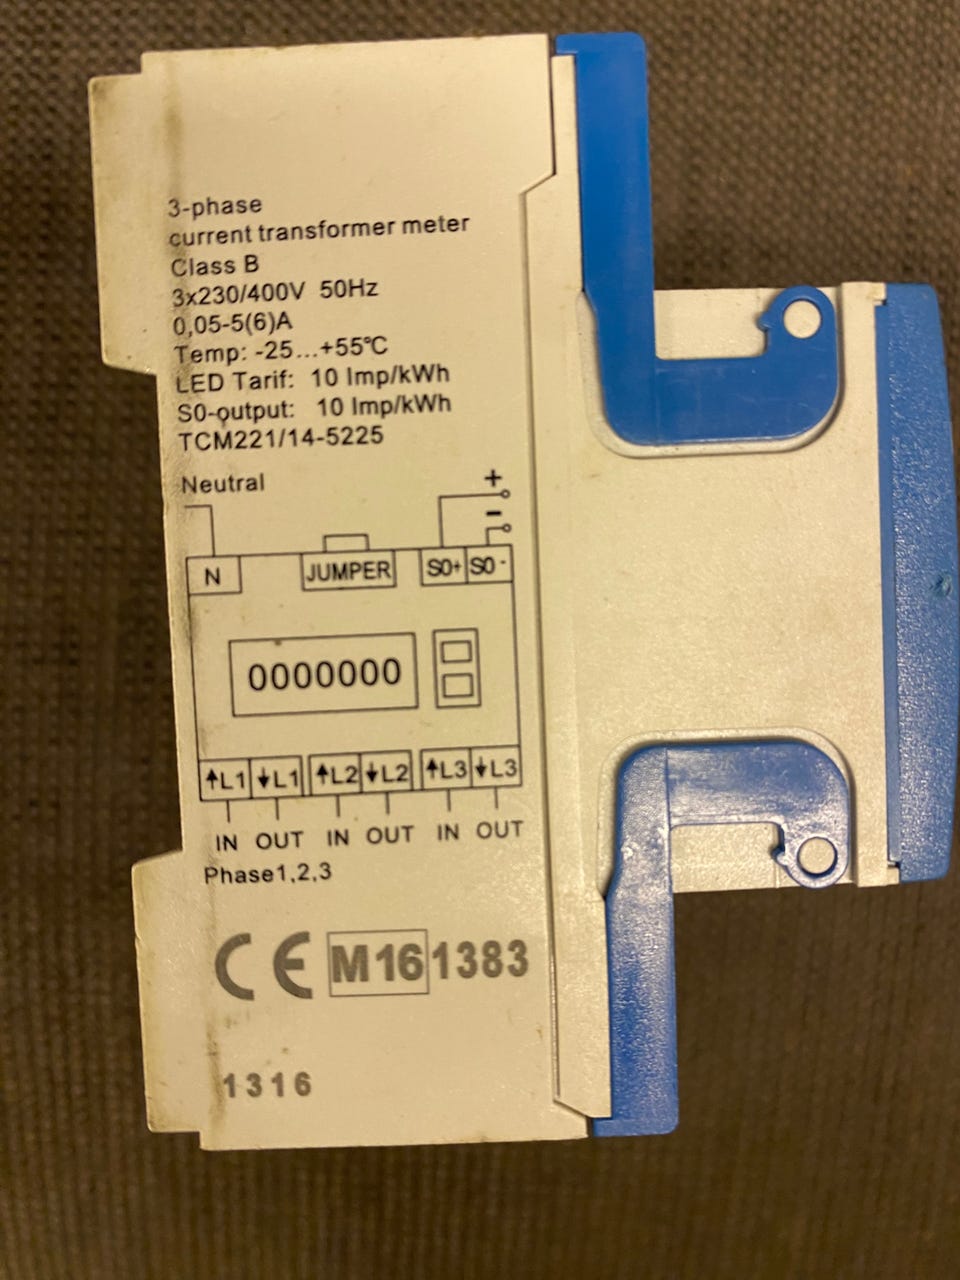 3-phase
current transformer meter
Class B
3x230/400V 50Hz
0,05-5(6)A
Temp: -25...+55℃
LED Tarif: 10 Imp/kWh
S0-output: 10 Imp/kWh
TCM221/14-5225
Neutral
+
-
N JUMPER S0+ S0-
0000000
↑L1 ↓L1 ↑L2 ↓L2 ↑L3 ↓L3
IN OUT IN OUT IN OUT
Phase1,2,3
CE M16 1383
1316